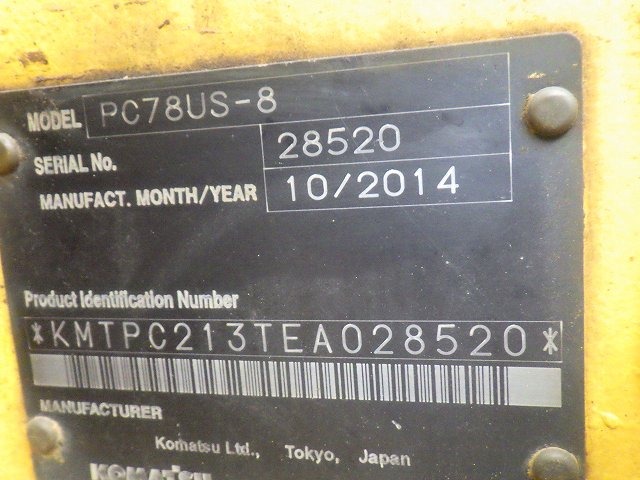 MODEL PC78US-8
SERIAL No. 28520
MANUFACT. MONTH/YEAR 10/2014
Product Identification Number
*KMTPC213TEA028520*
MANUFACTURER
Komatsu Ltd., Tokyo, Japan
KOMATSU